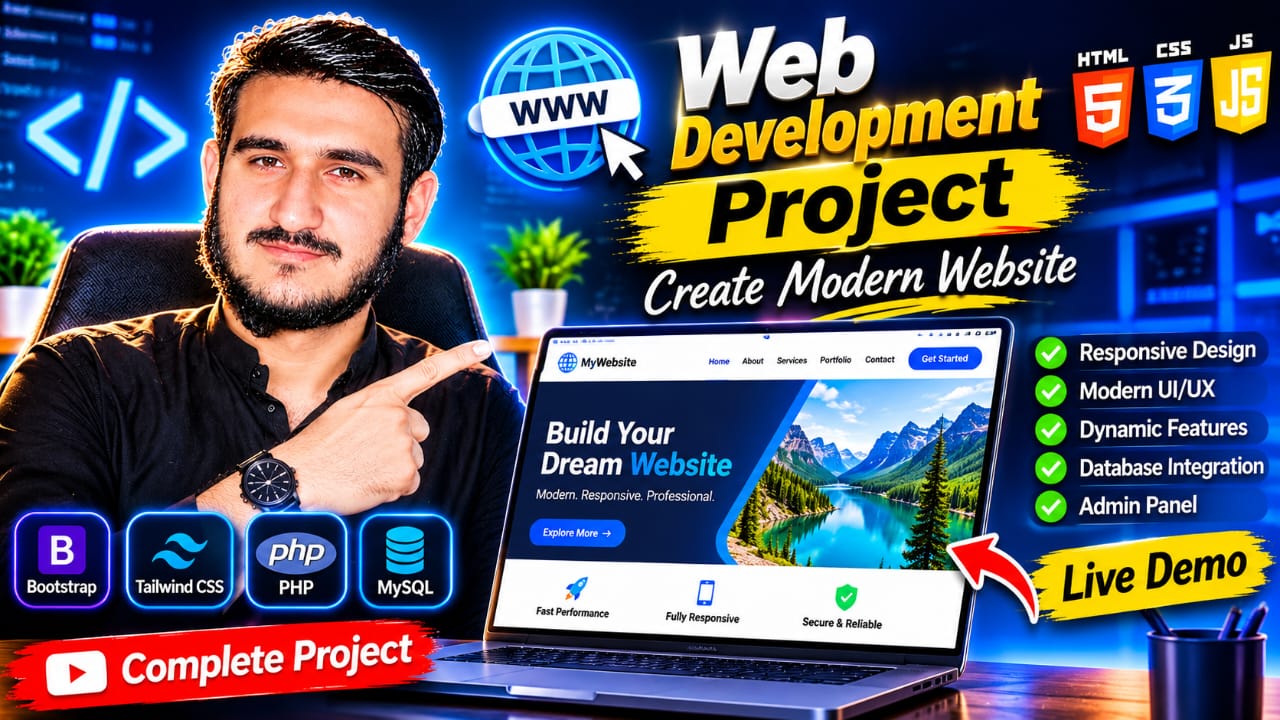 WWW
Web
Development
Project
Create Modern Website
HTML
5
CSS
3
JS
JS
MyWebsite
Home About Services Portfolio Contact Get Started
Build Your
Dream Website
Modern. Responsive. Professional.
Explore More →
Fast Performance
Fully Responsive
Secure & Reliable
Responsive Design
Modern UI/UX
Dynamic Features
Database Integration
Admin Panel
Live Demo
B
Bootstrap
Tailwind CSS
php
PHP
MySQL
Complete Project